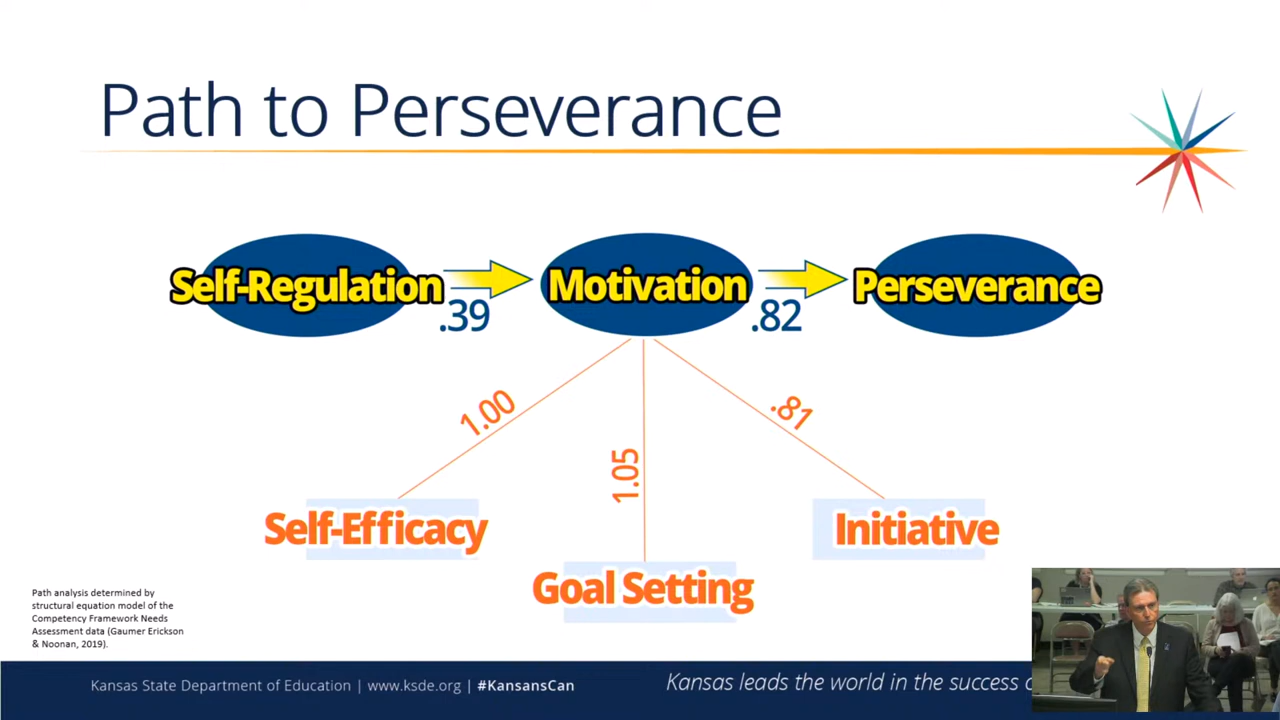 Path to Perseverance
Self-Regulation
.39
Motivation
.82
Perseverance
1.00
1.05
.81
Self-Efficacy
Goal Setting
Initiative
Path analysis determined by
structural equation model of the
Competency Framework Needs
Assessment data (Gaumer Erickson
& Noonan, 2019).
Kansas State Department of Education | www.ksde.org | #KansansCan
Kansas leads the world in the success